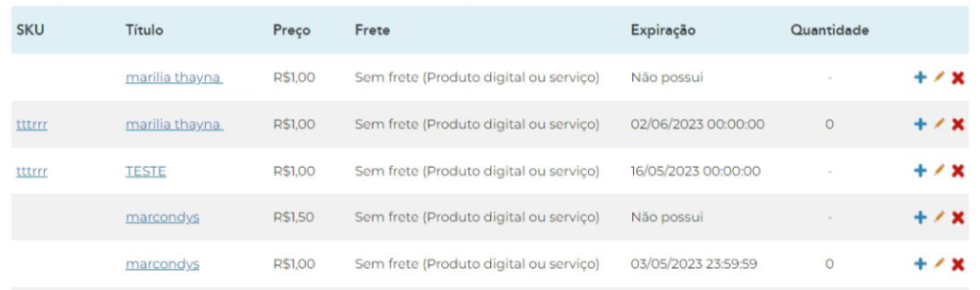 SKU Título Preço Frete Expiração Quantidade
marilia thayna R$1,00 Sem frete (Produto digital ou serviço) Não possui -
tttrrr marilia thayna R$1,00 Sem frete (Produto digital ou serviço) 02/06/2023 00:00:00 0
tttrrr TESTE R$1,00 Sem frete (Produto digital ou serviço) 16/05/2023 00:00:00 -
marcondys R$1,50 Sem frete (Produto digital ou serviço) Não possui -
marcondys R$1,00 Sem frete (Produto digital ou serviço) 03/05/2023 23:59:59 0